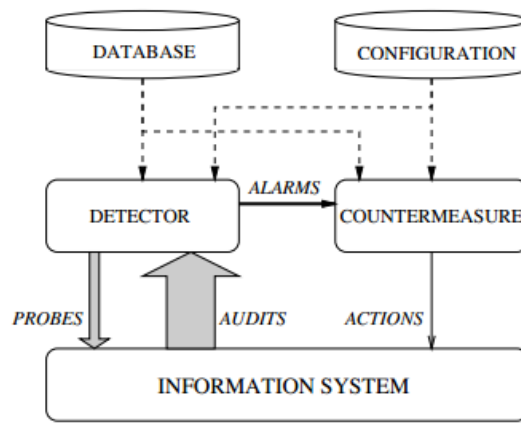 DATABASE
CONFIGURATION
ALARMS
DETECTOR
COUNTERMEASURE
PROBES
AUDITS
ACTIONS
INFORMATION SYSTEM